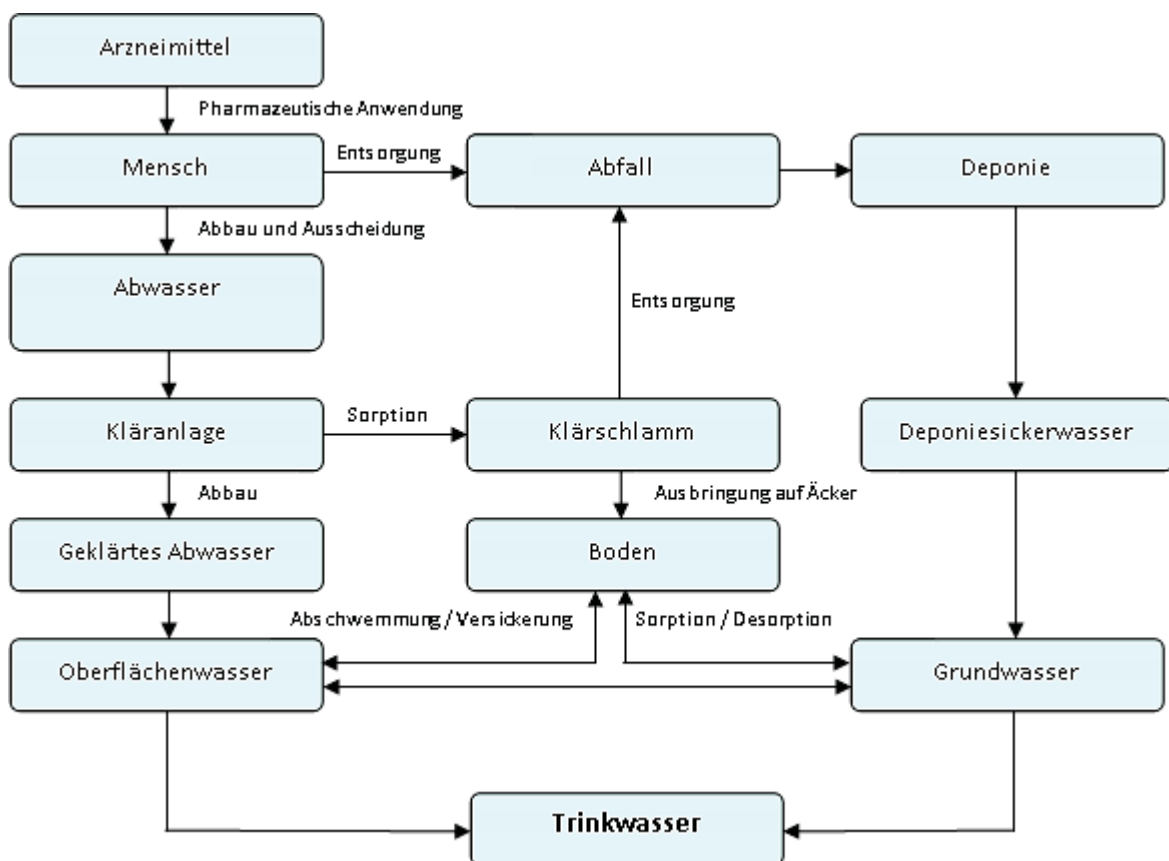 Arzneimittel
Pharmazeutische Anwendung
Mensch
Entsorgung
Abfall
Deponie
Abbau und Ausscheidung
Abwasser
Entsorgung
Kläranlage
Sorption
Klärschlamm
Deponiesickerwasser
Abbau
Ausbringung auf Äcker
Geklärtes Abwasser
Boden
Abschwemmung / Versickerung
Sorption / Desorption
Oberflächenwasser
Grundwasser
Trinkwasser